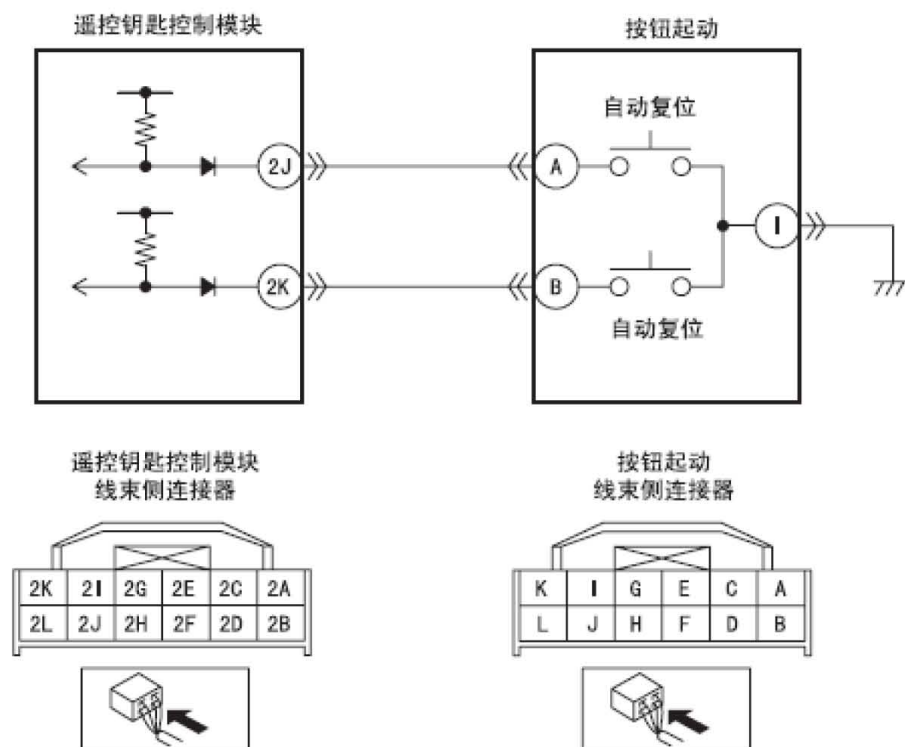 遥控钥匙控制模块
按钮起动
自动复位
2J
A
I
2K
B
自动复位
遥控钥匙控制模块
线束侧连接器
按钮起动
线束侧连接器
2K 2I 2G 2E 2C 2A
2L 2J 2H 2F 2D 2B
K I G E C A
L J H F D B